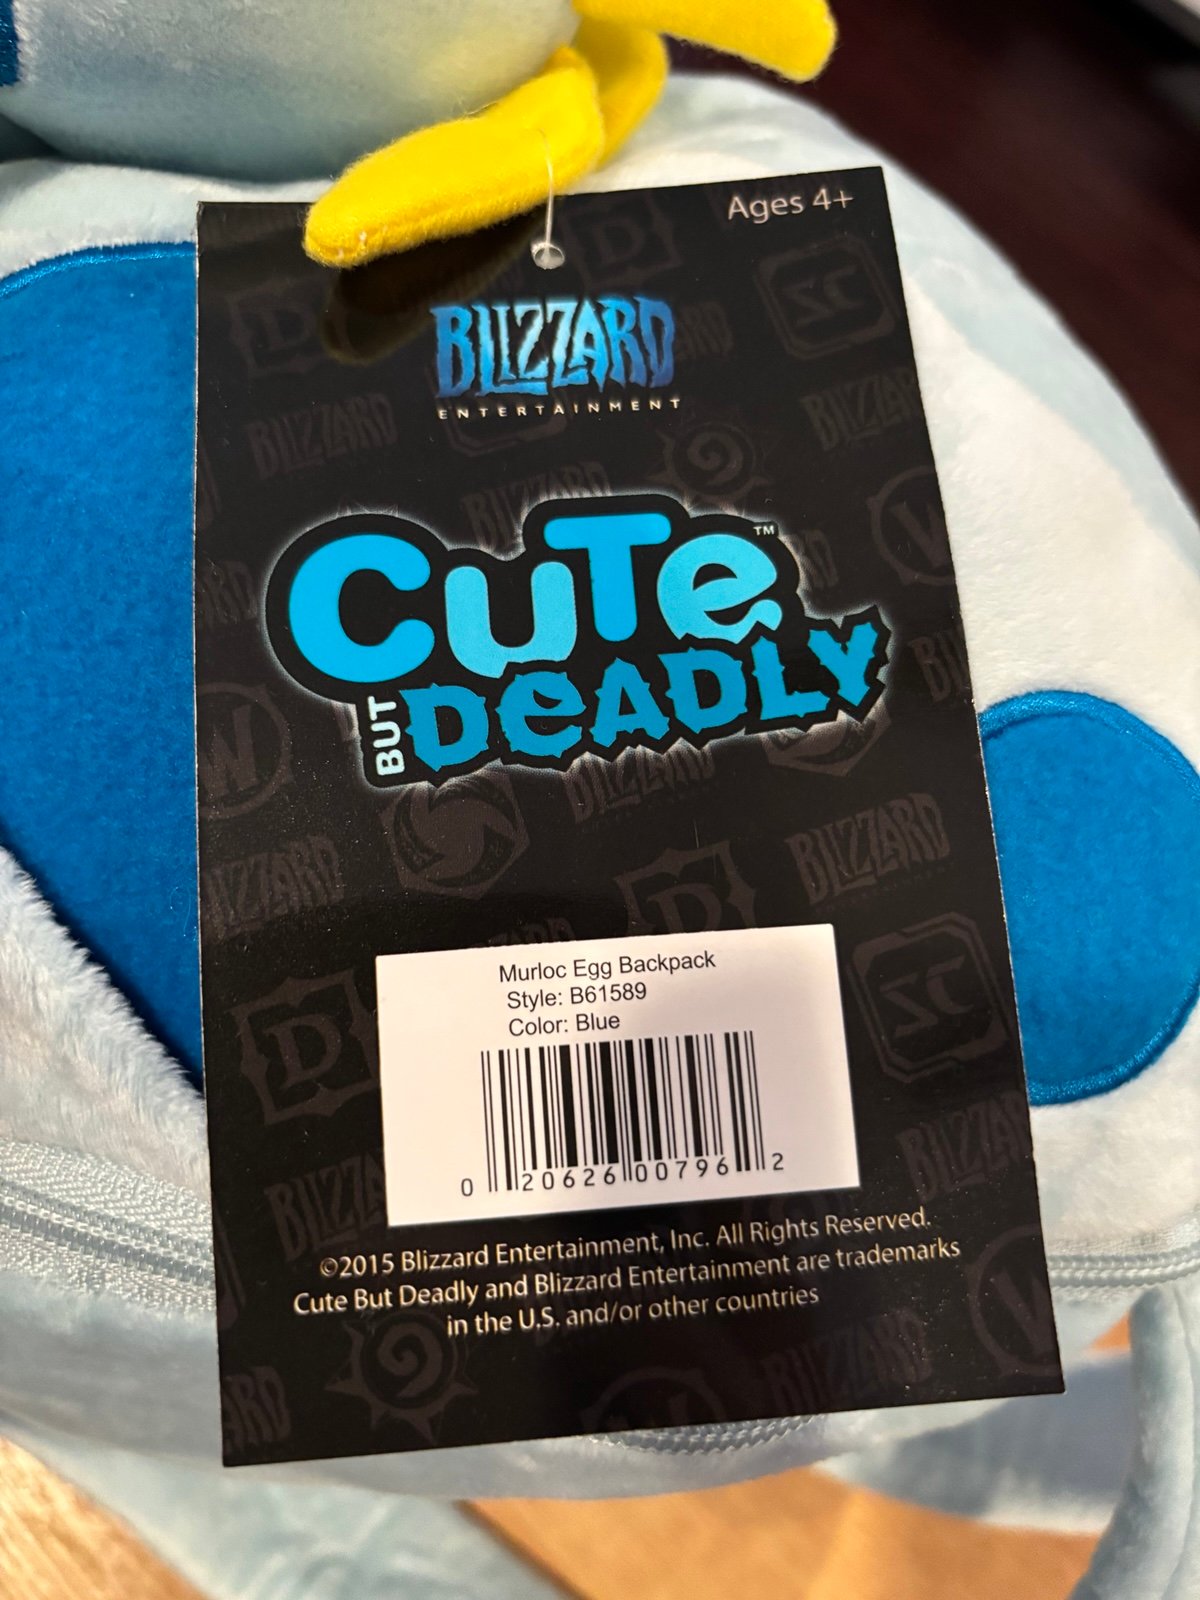 Ages 4+
BLIZZARD
ENTERTAINMENT
CUTE™
BUT DEADLY
Murloc Egg Backpack
Style: B61589
Color: Blue
0 20626 00796 2
©2015 Blizzard Entertainment, Inc. All Rights Reserved.
Cute But Deadly and Blizzard Entertainment are trademarks
in the U.S. and/or other countries